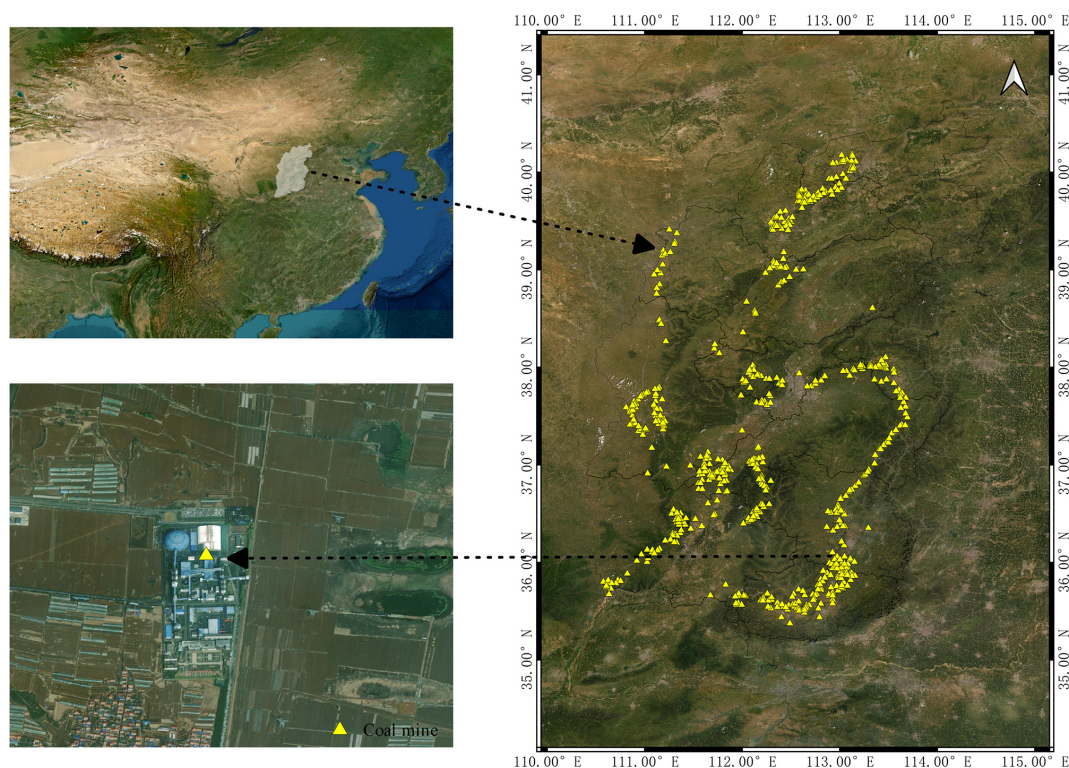 110.00° E 111.00° E 112.00° E 113.00° E 114.00° E 115.00° E
41.00° N 41.00° N
40.00° N 40.00° N
39.00° N 39.00° N
38.00° N 38.00° N
37.00° N 37.00° N
36.00° N 36.00° N
35.00° N 35.00° N
110.00° E 111.00° E 112.00° E 113.00° E 114.00° E 115.00° E
Coal mine